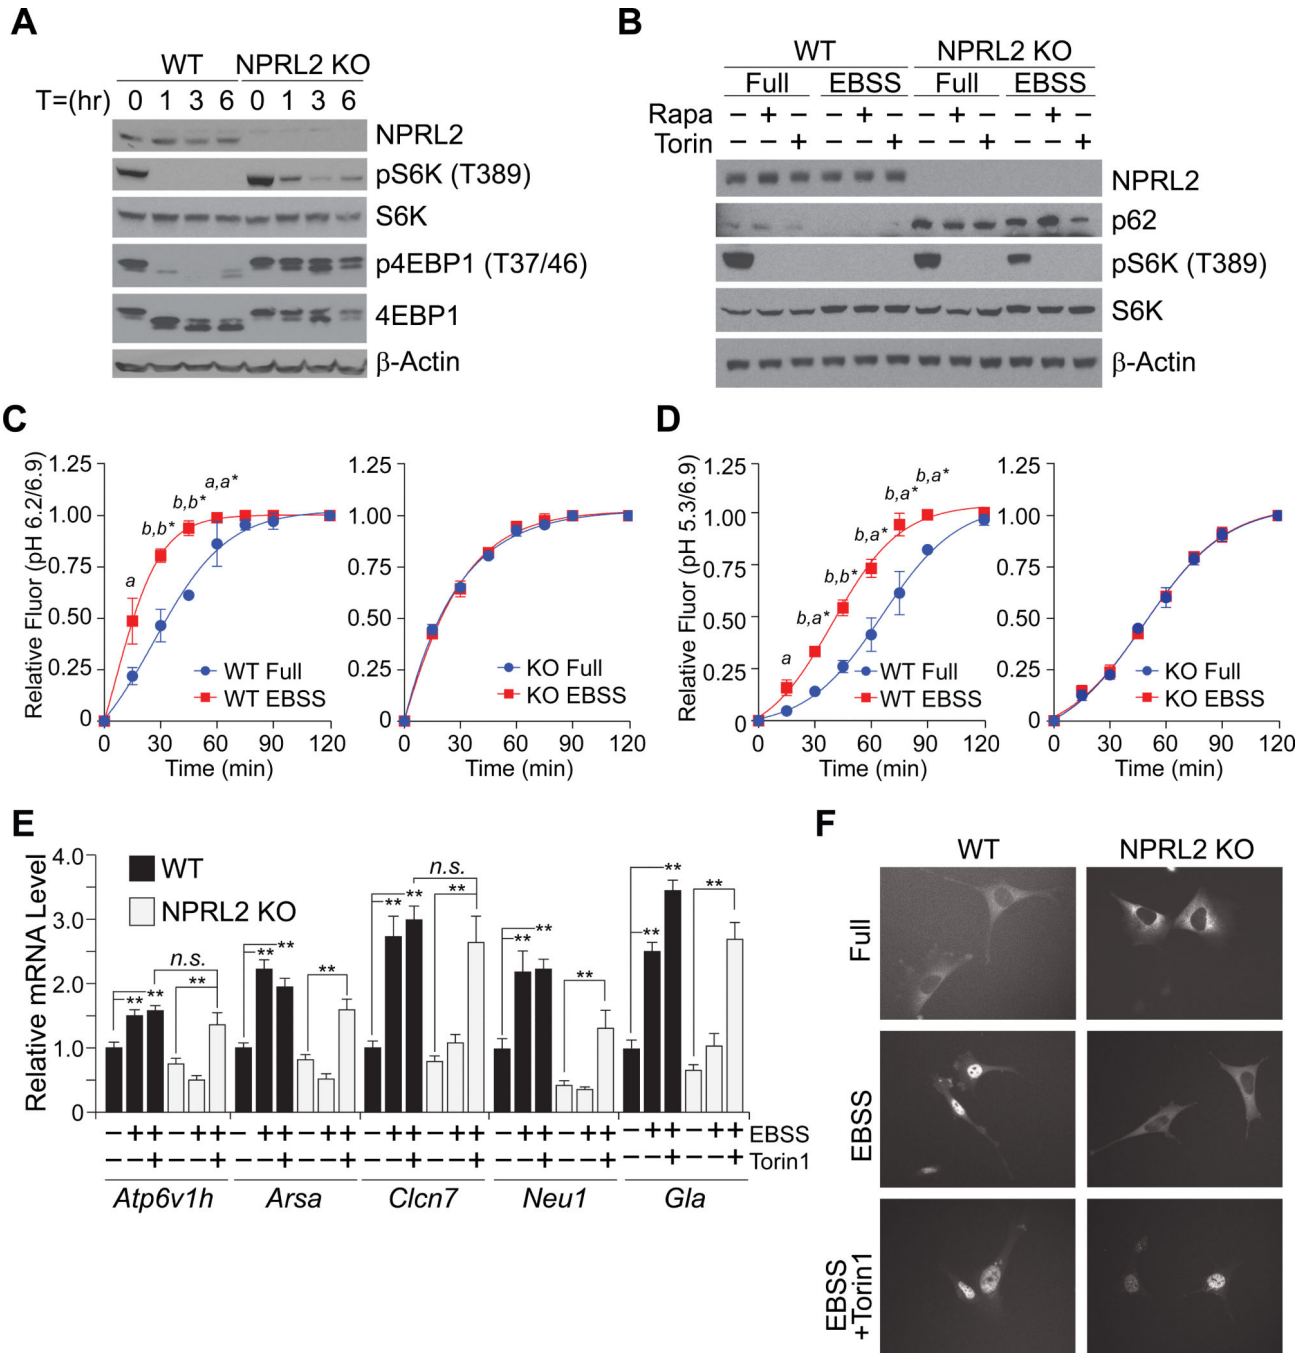 A
WT NPRL2 KO
T=(hr) 0 1 3 6 0 1 3 6
NPRL2
pS6K (T389)
S6K
p4EBP1 (T37/46)
4EBP1
β-Actin
B
WT NPRL2 KO
Full EBSS Full EBSS
Rapa – + – – + – – + – – + –
Torin – – + – – + – – + – – +
NPRL2
p62
pS6K (T389)
S6K
β-Actin
C
Relative Fluor (pH 6.2/6.9)
1.25
1.00
0.75
0.50
0.25
0
a
b,b*
b,b*
a,a*
WT Full
WT EBSS
0 30 60 90 120
Time (min)
1.25
1.00
0.75
0.50
0.25
0
KO Full
KO EBSS
0 30 60 90 120
Time (min)
D
Relative Fluor (pH 5.3/6.9)
1.25
1.00
0.75
0.50
0.25
0
a
b,a*
b,b*
b,a*
b,a*
b,a*
WT Full
WT EBSS
0 30 60 90 120
Time (min)
1.25
1.00
0.75
0.50
0.25
0
KO Full
KO EBSS
0 30 60 90 120
Time (min)
E
Relative mRNA Level
4.0
3.0
2.0
1.0
0
WT
NPRL2 KO
** ** n.s. **
** ** **
** ** n.s. **
** ** **
** ** **
– + + – + + – + + – + + – + + – + + – + + – + + – + + – + + EBSS
– – + – – + – – + – – + – – + – – + – – + – – + – – + – – + Torin1
Atp6v1h Arsa Clcn7 Neu1 Gla
F
WT NPRL2 KO
Full
EBSS
EBSS
+Torin1